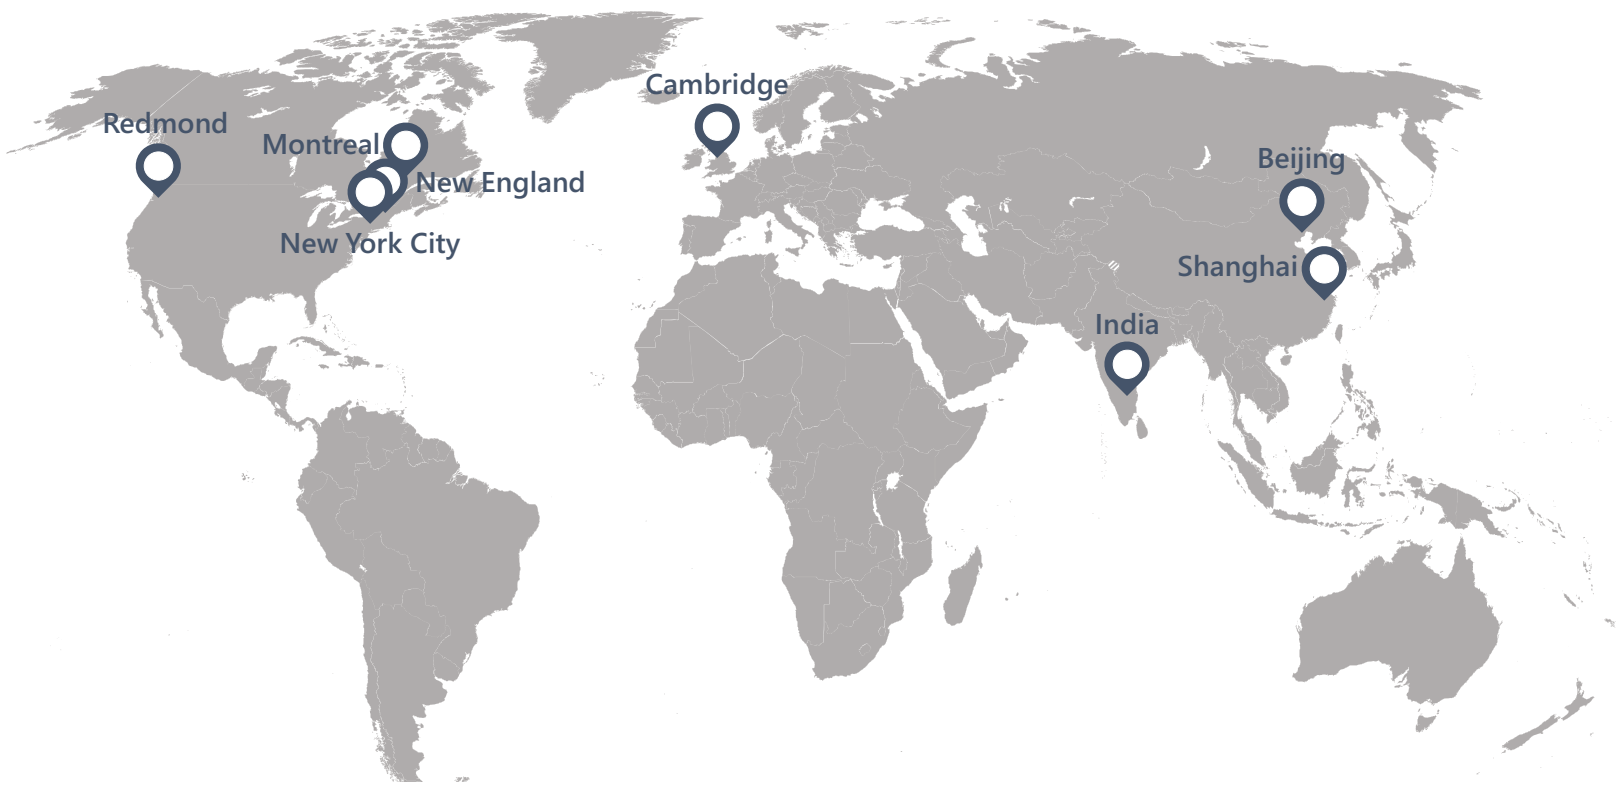 Cambridge
Redmond
Montreal
New England
New York City
Beijing
Shanghai
India